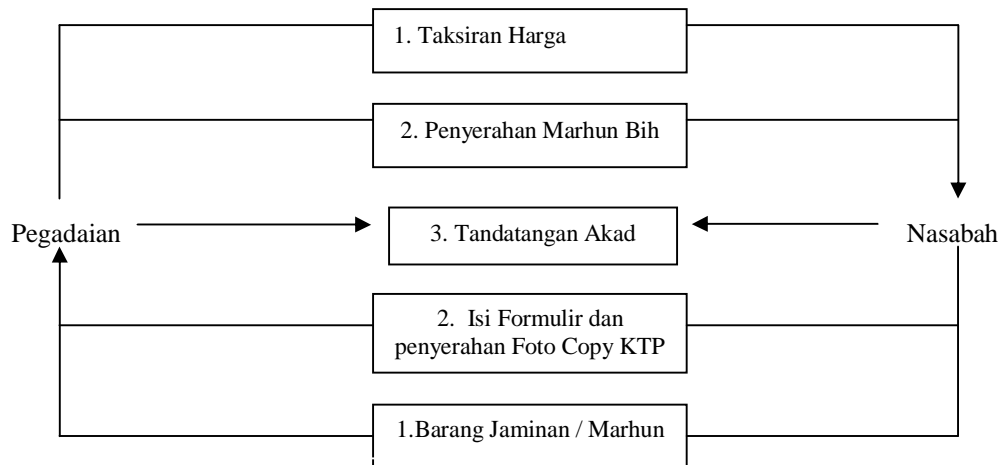 1. Taksiran Harga
2. Penyerahan Marhun Bih
Pegadaian
3. Tandatangan Akad
Nasabah
2. Isi Formulir dan
penyerahan Foto Copy KTP
1.Barang Jaminan / Marhun